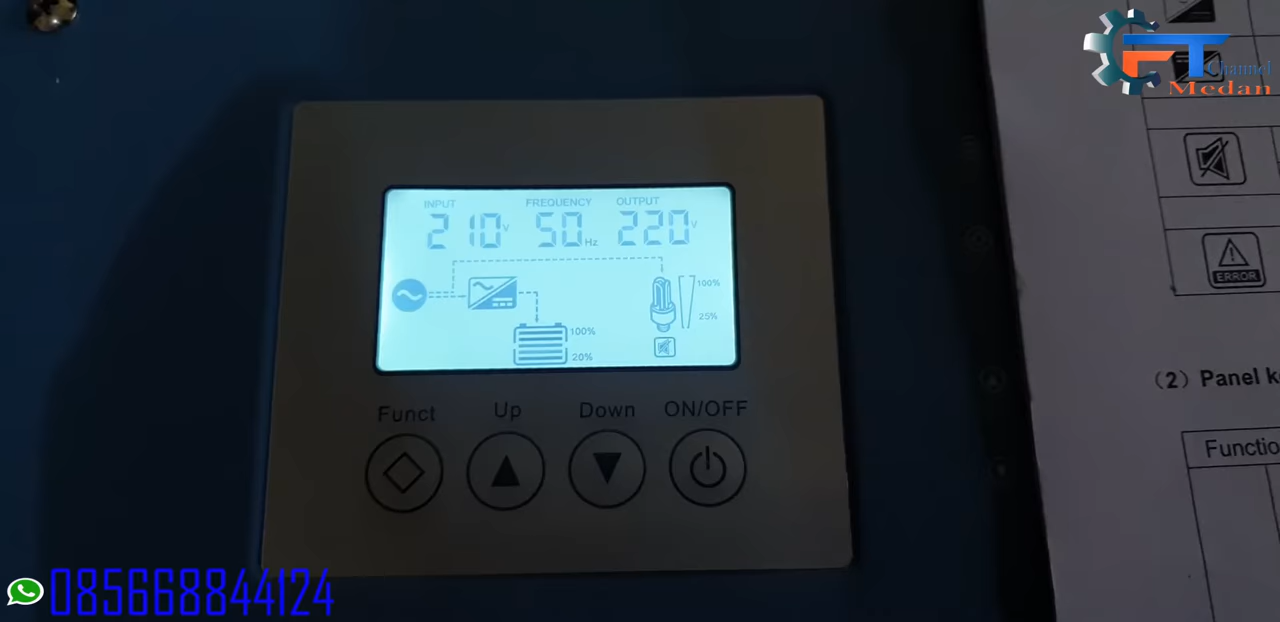 FT
Channel
Medan
INPUT FREQUENCY OUTPUT
210V 50Hz 220V
100%
25%
100%
20%
Funct Up Down ON/OFF
ERROR
(2) Panel k
Functio
085668844124